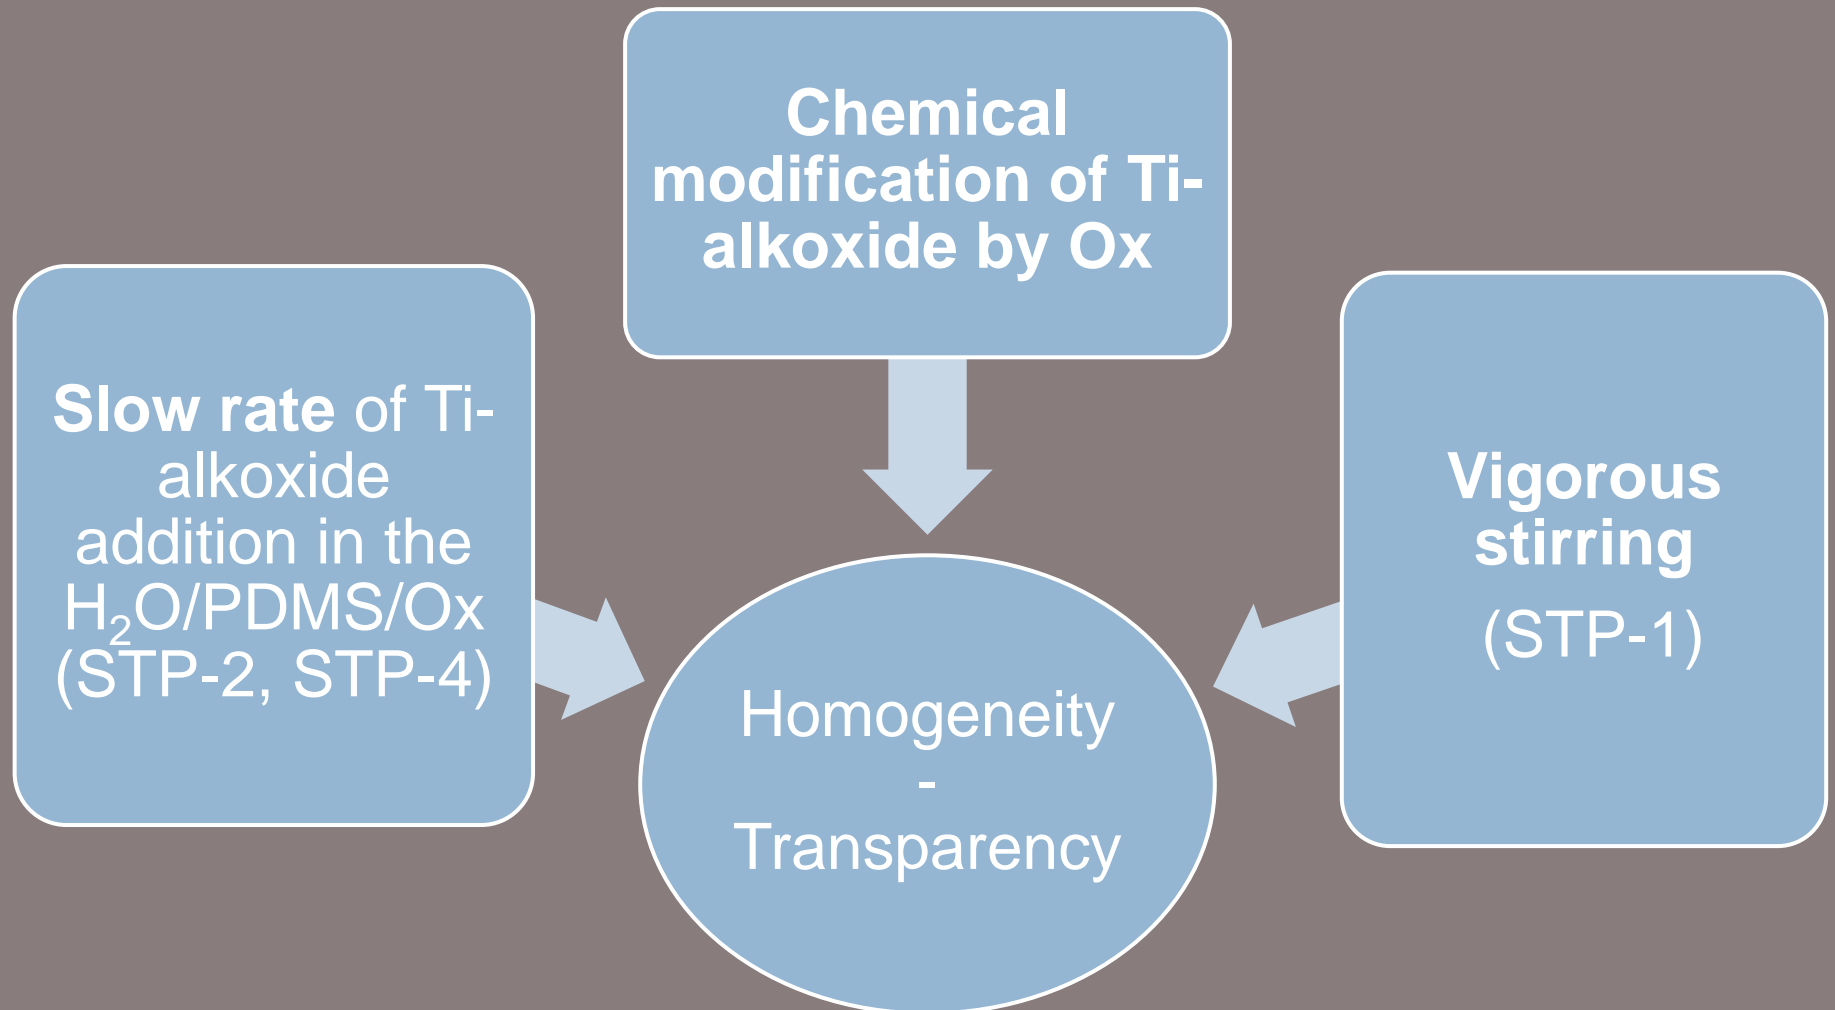 Chemical
modification of Ti-
alkoxide by Ox
Slow rate of Ti-
alkoxide
addition in the
H₂O/PDMS/Ox
(STP-2, STP-4)
Vigorous
stirring
(STP-1)
Homogeneity
-
Transparency